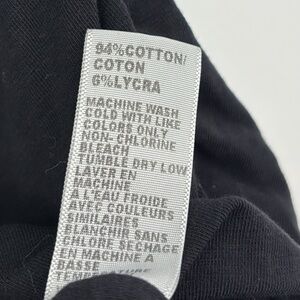 94%COTTON/
COTON
6%LYCRA
MACHINE WASH
COLD WITH LIKE
COLORS ONLY
NON- CHLORINE
BLEACH
TUMBLE DRY LOW
LAVER EN
MACHINE
A L'EAU FROIDE
AVEC COULEURS
SIMILAIRES
BLANCHIR SANS
CHLORE SECHAGE
EN MACHINE A
BASSE
TEMPERATURE